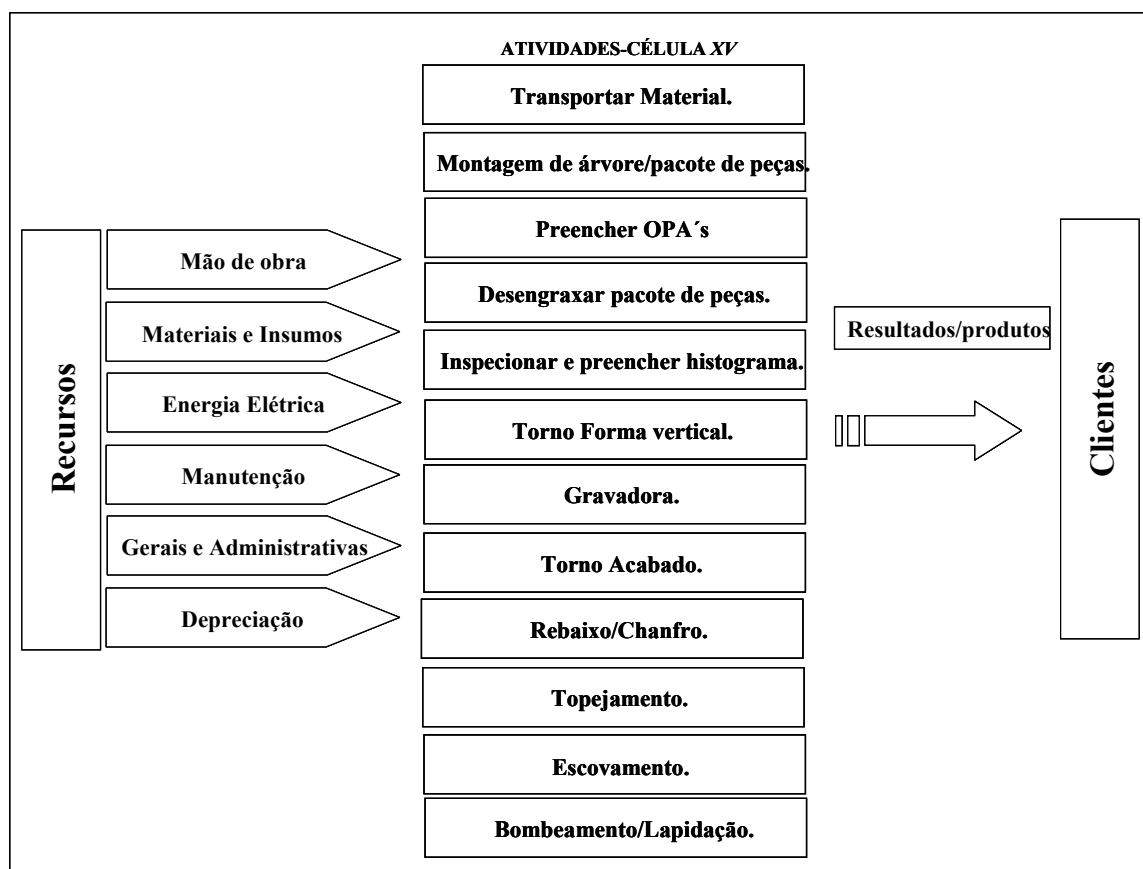 ATIVIDADES-CÉLULA XV
Transportar Material.
Montagem de árvore/pacote de peças.
Preencher OPA´s
Desengraxar pacote de peças.
Inspecionar e preencher histograma.
Torno Forma vertical.
Gravadora.
Torno Acabado.
Rebaixo/Chanfro.
Topejamento.
Escovamento.
Bombeamento/Lapidação.
Recursos
Mão de obra
Materiais e Insumos
Energia Elétrica
Manutenção
Gerais e Administrativas
Depreciação
Resultados/produtos
Clientes